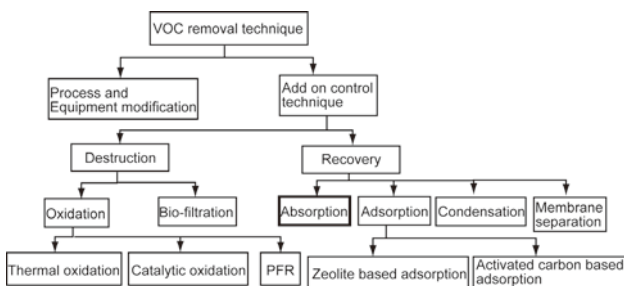 VOC removal technique
Process and
Equipment modification
Add on control
technique
Destruction
Recovery
Oxidation
Bio-filtration
Absorption
Adsorption
Condensation
Membrane
separation
Thermal oxidation
Catalytic oxidation
PFR
Zeolite based adsorption
Activated carbon based
adsorption